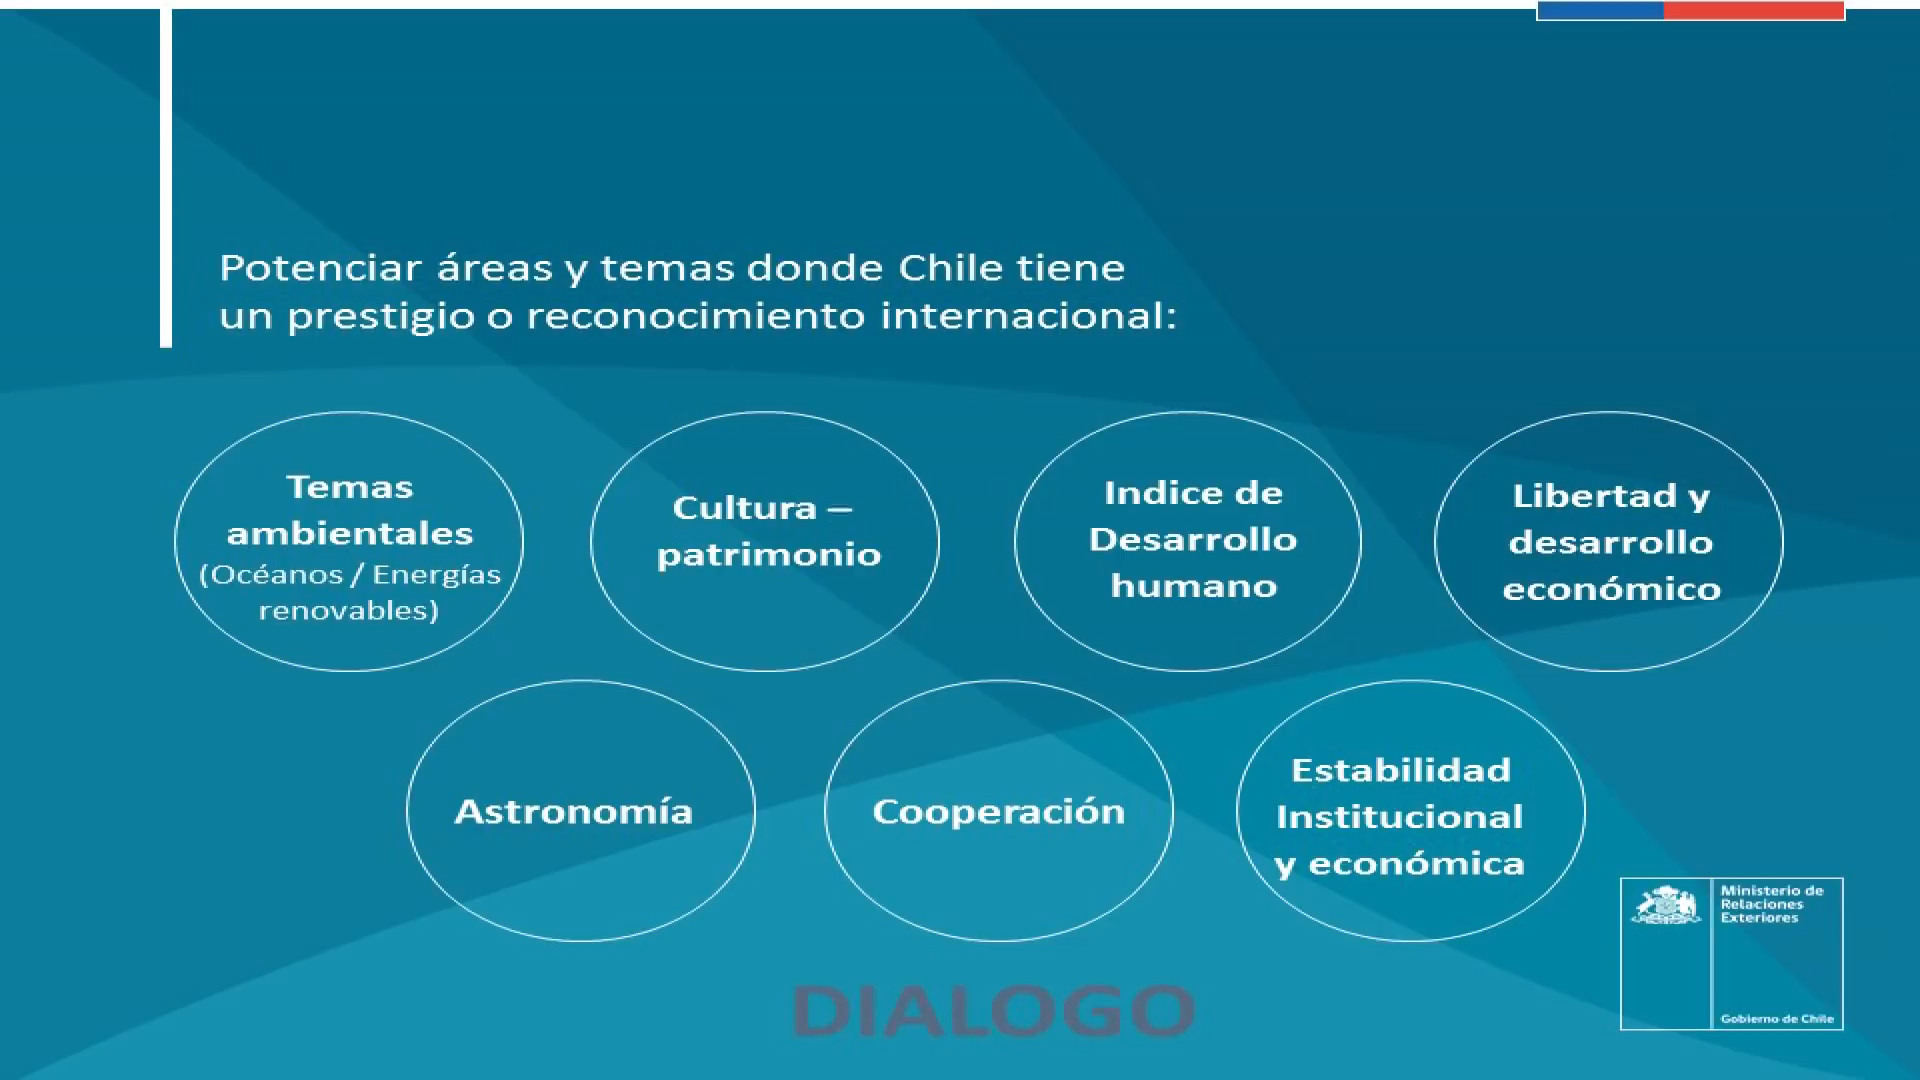 Potenciar áreas y temas donde Chile tiene
un prestigio o reconocimiento internacional:
Temas
ambientales
(Océanos / Energías
renovables)
Cultura –
patrimonio
Indice de
Desarrollo
humano
Libertad y
desarrollo
económico
Astronomía
Cooperación
Estabilidad
Institucional
y económica
Ministerio de
Relaciones
Exteriores
Gobierno de Chile
DIALOGO